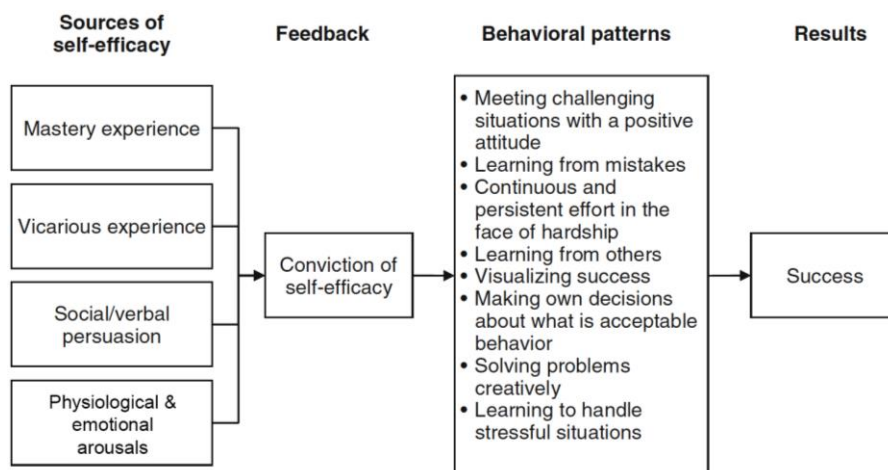 Sources of
self-efficacy
Feedback
Behavioral patterns
Results
Mastery experience
Vicarious experience
Social/verbal
persuasion
Physiological &
emotional
arousals
Conviction of
self-efficacy
• Meeting challenging
situations with a positive
attitude
• Learning from mistakes
• Continuous and
persistent effort in the
face of hardship
• Learning from others
• Visualizing success
• Making own decisions
about what is acceptable
behavior
• Solving problems
creatively
• Learning to handle
stressful situations
Success